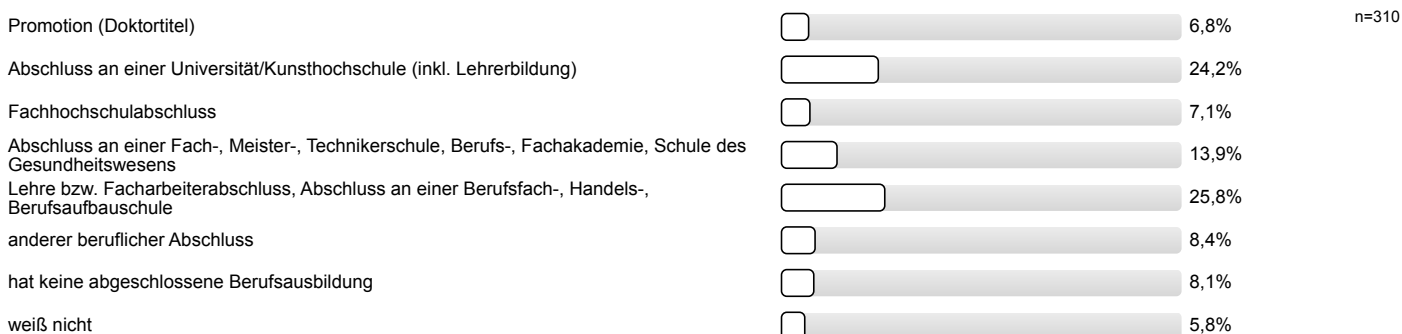 Promotion (Doktortitel) 6,8% n=310
Abschluss an einer Universität/Kunsthochschule (inkl. Lehrerbildung) 24,2%
Fachhochschulabschluss 7,1%
Abschluss an einer Fach-, Meister-, Technikerschule, Berufs-, Fachakademie, Schule des
Gesundheitswesens 13,9%
Lehre bzw. Facharbeiterabschluss, Abschluss an einer Berufsfach-, Handels-,
Berufsaufbauschule 25,8%
anderer beruflicher Abschluss 8,4%
hat keine abgeschlossene Berufsausbildung 8,1%
weiß nicht 5,8%